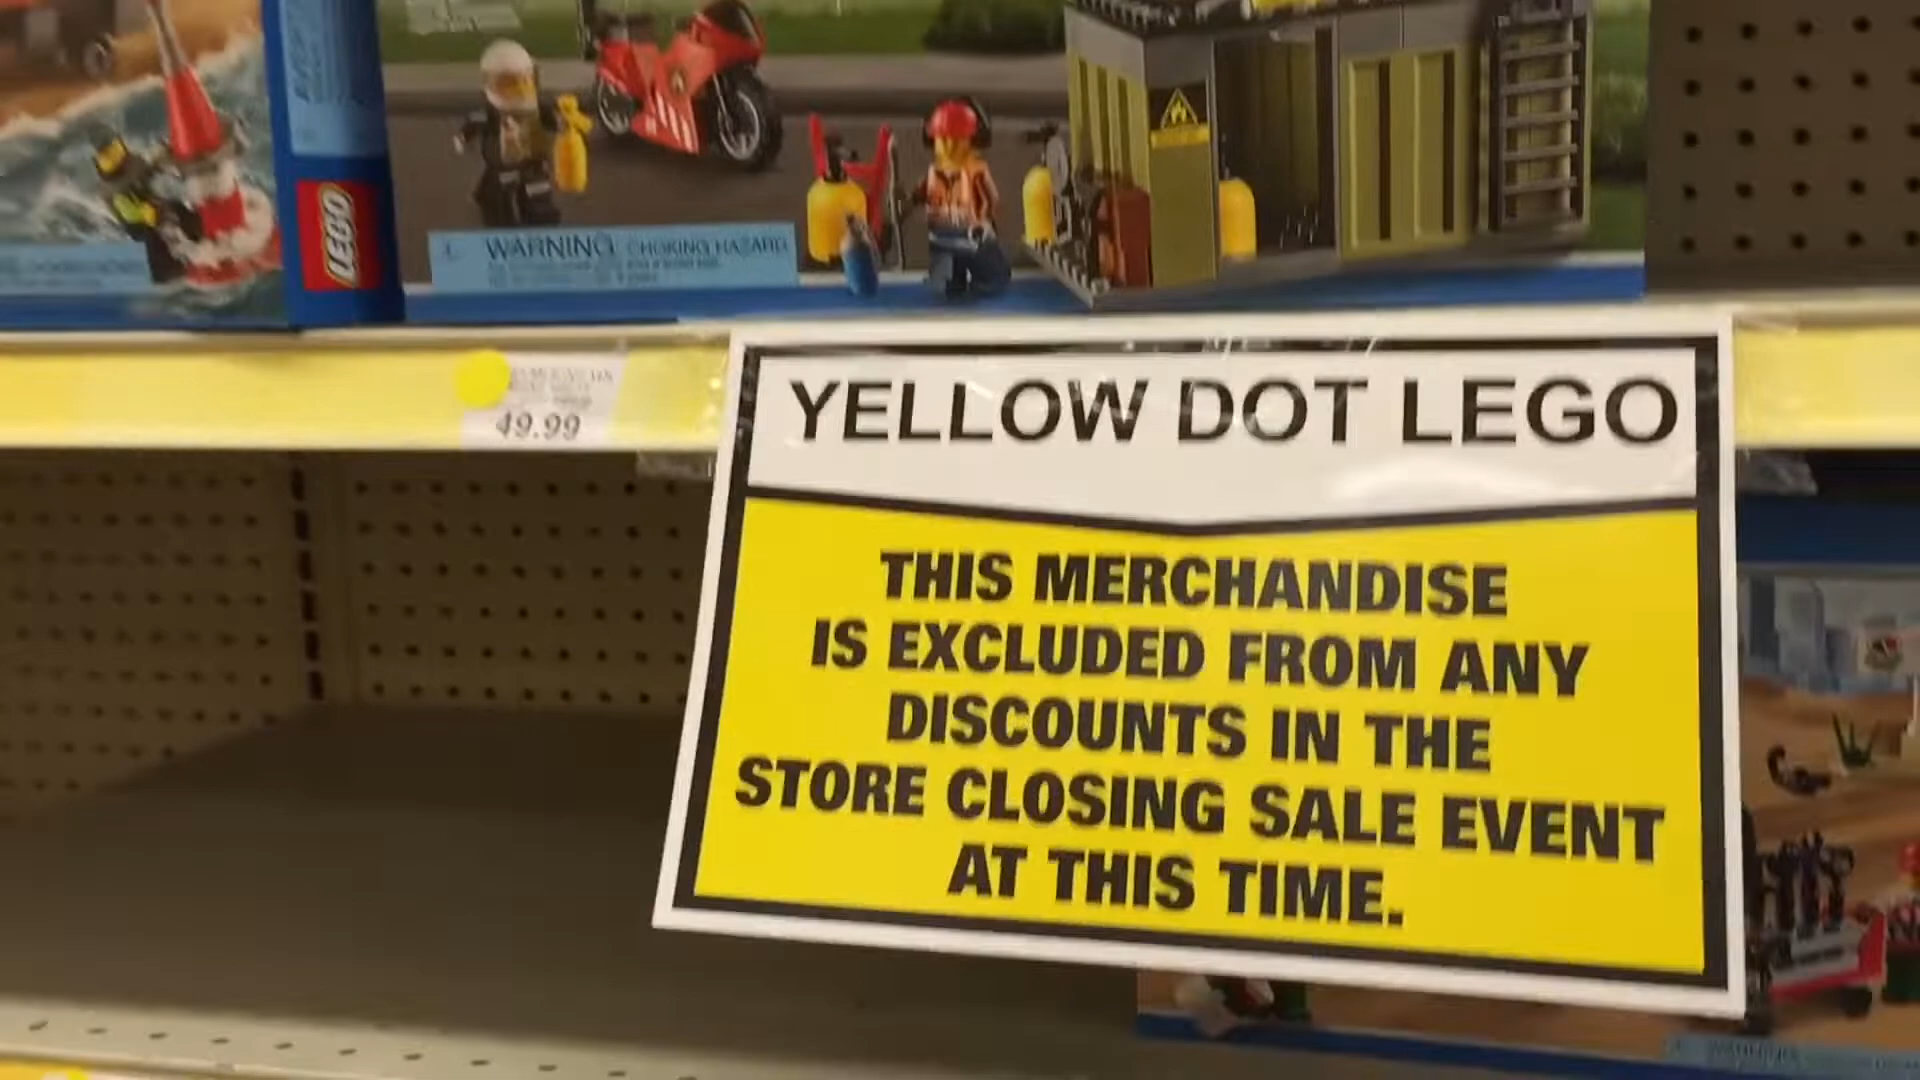 LEGO
WARNING: CHOKING HAZARD
49.99
YELLOW DOT LEGO
THIS MERCHANDISE
IS EXCLUDED FROM ANY
DISCOUNTS IN THE
STORE CLOSING SALE EVENT
AT THIS TIME.
WARNING